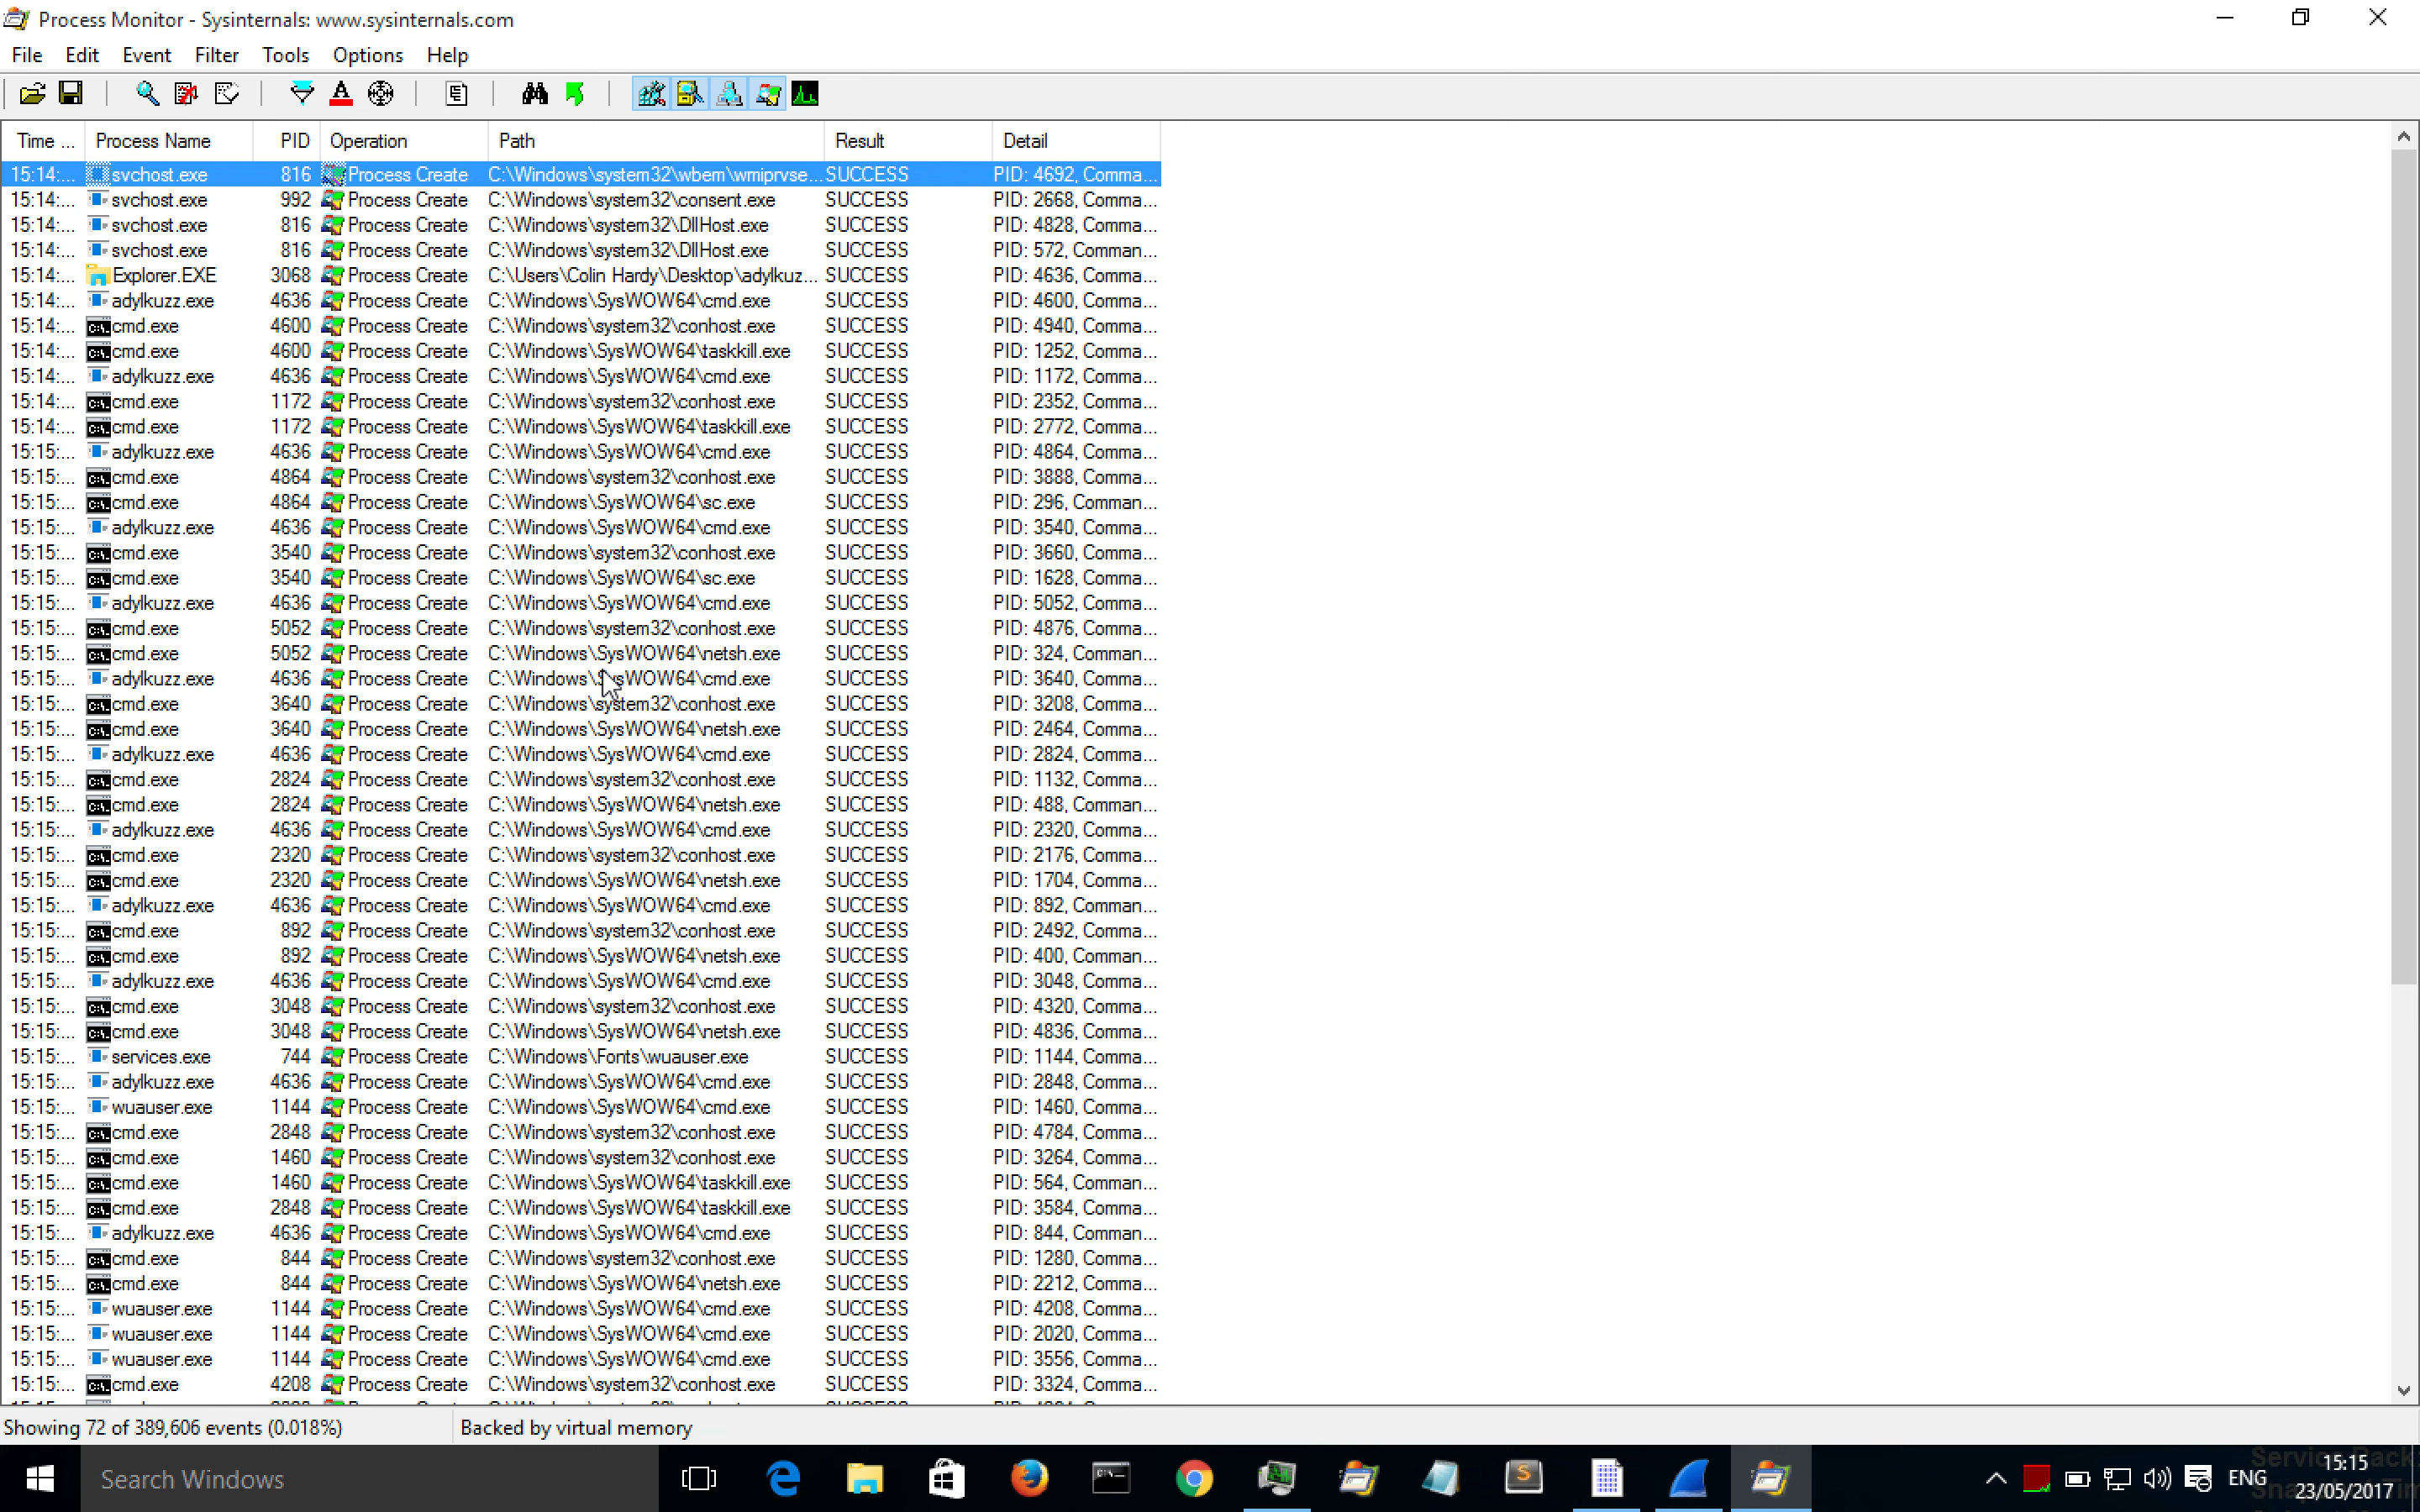 Process Monitor - Sysinternals: www.sysinternals.com
File Edit Event Filter Tools Options Help
Time ... Process Name PID Operation Path Result Detail
15:14:... svchost.exe 816 Process Create C:\Windows\system32\wbem\wmiprvse... SUCCESS PID: 4692, Comma...
15:14:... svchost.exe 992 Process Create C:\Windows\system32\consent.exe SUCCESS PID: 2668, Comma...
15:14:... svchost.exe 816 Process Create C:\Windows\system32\DllHost.exe SUCCESS PID: 4828, Comma...
15:14:... svchost.exe 816 Process Create C:\Windows\system32\DllHost.exe SUCCESS PID: 572, Comman...
15:14:... Explorer.EXE 3068 Process Create C:\Users\Colin Hardy\Desktop\adylkuz... SUCCESS PID: 4636, Comma...
15:14:... adylkuzz.exe 4636 Process Create C:\Windows\SysWOW64\cmd.exe SUCCESS PID: 4600, Comma...
15:14:... cmd.exe 4600 Process Create C:\Windows\system32\conhost.exe SUCCESS PID: 4940, Comma...
15:14:... cmd.exe 4600 Process Create C:\Windows\SysWOW64\taskkill.exe SUCCESS PID: 1252, Comma...
15:14:... adylkuzz.exe 4636 Process Create C:\Windows\SysWOW64\cmd.exe SUCCESS PID: 1172, Comma...
15:14:... cmd.exe 1172 Process Create C:\Windows\system32\conhost.exe SUCCESS PID: 2352, Comma...
15:14:... cmd.exe 1172 Process Create C:\Windows\SysWOW64\taskkill.exe SUCCESS PID: 2772, Comma...
15:15:... adylkuzz.exe 4636 Process Create C:\Windows\SysWOW64\cmd.exe SUCCESS PID: 4864, Comma...
15:15:... cmd.exe 4864 Process Create C:\Windows\system32\conhost.exe SUCCESS PID: 3888, Comma...
15:15:... cmd.exe 4864 Process Create C:\Windows\SysWOW64\sc.exe SUCCESS PID: 296, Comman...
15:15:... adylkuzz.exe 4636 Process Create C:\Windows\SysWOW64\cmd.exe SUCCESS PID: 3540, Comma...
15:15:... cmd.exe 3540 Process Create C:\Windows\system32\conhost.exe SUCCESS PID: 3660, Comma...
15:15:... cmd.exe 3540 Process Create C:\Windows\SysWOW64\sc.exe SUCCESS PID: 1628, Comma...
15:15:... adylkuzz.exe 4636 Process Create C:\Windows\SysWOW64\cmd.exe SUCCESS PID: 5052, Comma...
15:15:... cmd.exe 5052 Process Create C:\Windows\system32\conhost.exe SUCCESS PID: 4876, Comma...
15:15:... cmd.exe 5052 Process Create C:\Windows\SysWOW64\netsh.exe SUCCESS PID: 324, Comman...
15:15:... adylkuzz.exe 4636 Process Create C:\Windows\SysWOW64\cmd.exe SUCCESS PID: 3640, Comma...
15:15:... cmd.exe 3640 Process Create C:\Windows\system32\conhost.exe SUCCESS PID: 3208, Comma...
15:15:... cmd.exe 3640 Process Create C:\Windows\SysWOW64\netsh.exe SUCCESS PID: 2464, Comma...
15:15:... adylkuzz.exe 4636 Process Create C:\Windows\SysWOW64\cmd.exe SUCCESS PID: 2824, Comma...
15:15:... cmd.exe 2824 Process Create C:\Windows\system32\conhost.exe SUCCESS PID: 1132, Comma...
15:15:... cmd.exe 2824 Process Create C:\Windows\SysWOW64\netsh.exe SUCCESS PID: 488, Comman...
15:15:... adylkuzz.exe 4636 Process Create C:\Windows\SysWOW64\cmd.exe SUCCESS PID: 2320, Comma...
15:15:... cmd.exe 2320 Process Create C:\Windows\system32\conhost.exe SUCCESS PID: 2176, Comma...
15:15:... cmd.exe 2320 Process Create C:\Windows\SysWOW64\netsh.exe SUCCESS PID: 1704, Comma...
15:15:... adylkuzz.exe 4636 Process Create C:\Windows\SysWOW64\cmd.exe SUCCESS PID: 892, Comman...
15:15:... cmd.exe 892 Process Create C:\Windows\system32\conhost.exe SUCCESS PID: 2492, Comma...
15:15:... cmd.exe 892 Process Create C:\Windows\SysWOW64\netsh.exe SUCCESS PID: 400, Comman...
15:15:... adylkuzz.exe 4636 Process Create C:\Windows\SysWOW64\cmd.exe SUCCESS PID: 3048, Comma...
15:15:... cmd.exe 3048 Process Create C:\Windows\system32\conhost.exe SUCCESS PID: 4320, Comma...
15:15:... cmd.exe 3048 Process Create C:\Windows\SysWOW64\netsh.exe SUCCESS PID: 4836, Comma...
15:15:... services.exe 744 Process Create C:\Windows\Fonts\wuauser.exe SUCCESS PID: 1144, Comma...
15:15:... adylkuzz.exe 4636 Process Create C:\Windows\SysWOW64\cmd.exe SUCCESS PID: 2848, Comma...
15:15:... wuauser.exe 1144 Process Create C:\Windows\SysWOW64\cmd.exe SUCCESS PID: 1460, Comma...
15:15:... cmd.exe 2848 Process Create C:\Windows\system32\conhost.exe SUCCESS PID: 4784, Comma...
15:15:... cmd.exe 1460 Process Create C:\Windows\system32\conhost.exe SUCCESS PID: 3264, Comma...
15:15:... cmd.exe 1460 Process Create C:\Windows\SysWOW64\taskkill.exe SUCCESS PID: 564, Comman...
15:15:... cmd.exe 2848 Process Create C:\Windows\SysWOW64\taskkill.exe SUCCESS PID: 3584, Comma...
15:15:... adylkuzz.exe 4636 Process Create C:\Windows\SysWOW64\cmd.exe SUCCESS PID: 844, Comman...
15:15:... cmd.exe 844 Process Create C:\Windows\system32\conhost.exe SUCCESS PID: 1280, Comma...
15:15:... cmd.exe 844 Process Create C:\Windows\SysWOW64\netsh.exe SUCCESS PID: 2212, Comma...
15:15:... wuauser.exe 1144 Process Create C:\Windows\SysWOW64\cmd.exe SUCCESS PID: 4208, Comma...
15:15:... wuauser.exe 1144 Process Create C:\Windows\SysWOW64\cmd.exe SUCCESS PID: 2020, Comma...
15:15:... wuauser.exe 1144 Process Create C:\Windows\SysWOW64\cmd.exe SUCCESS PID: 3556, Comma...
15:15:... cmd.exe 4208 Process Create C:\Windows\system32\conhost.exe SUCCESS PID: 3324, Comma...
Showing 72 of 389,606 events (0.018%) Backed by virtual memory
Search Windows ENG 15:15
23/05/2017